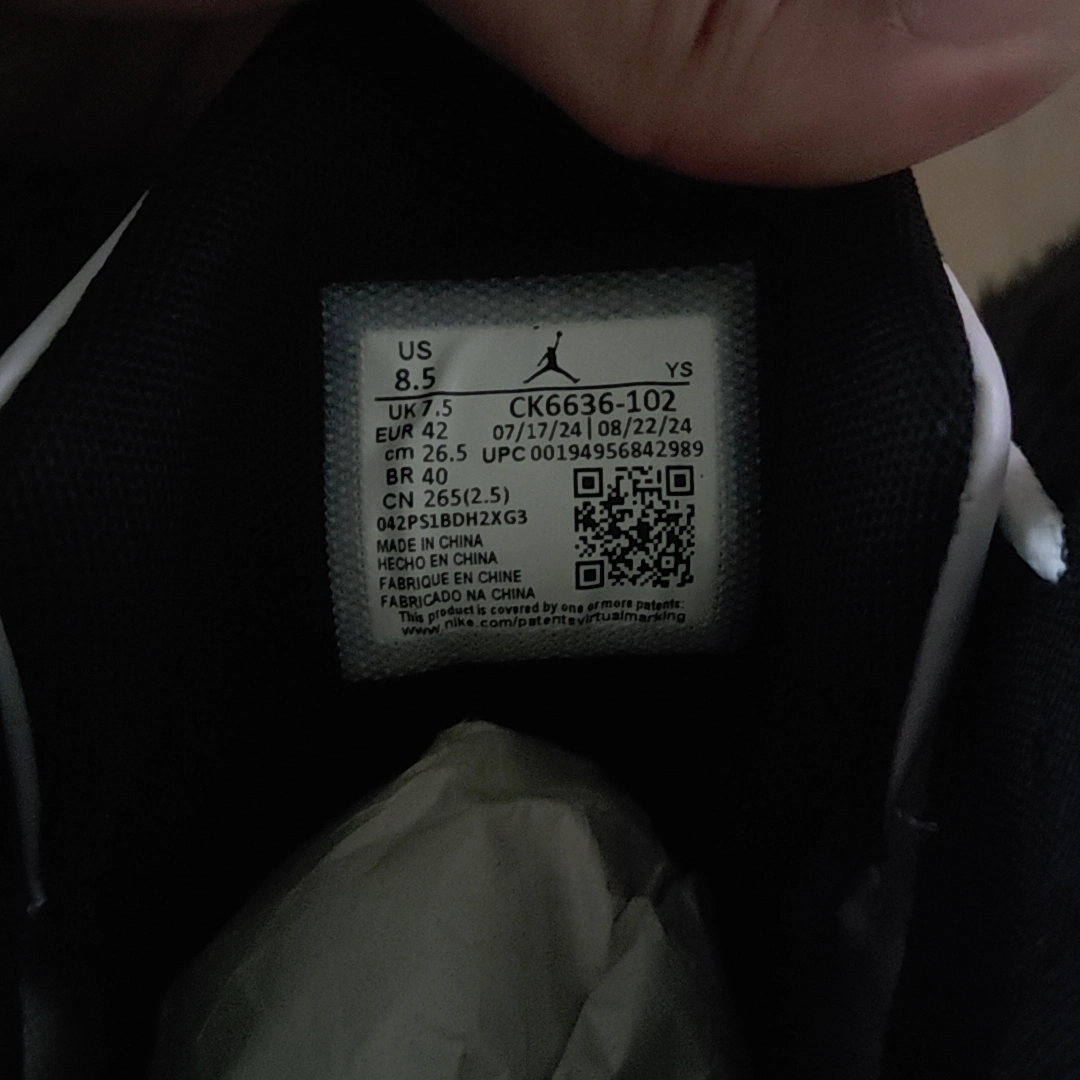 US
8.5
YS
UK 7.5
CK6636-102
EUR 42
07/17/24 | 08/22/24
cm 26.5
UPC 00194956842989
BR 40
CN 265(2.5)
042PS1BDH2XG3
MADE IN CHINA
HECHO EN CHINA
FABRIQUE EN CHINE
FABRICADO NA CHINA
This product is covered by one or more patents:
www.nike.com/patentsvirtualmarking